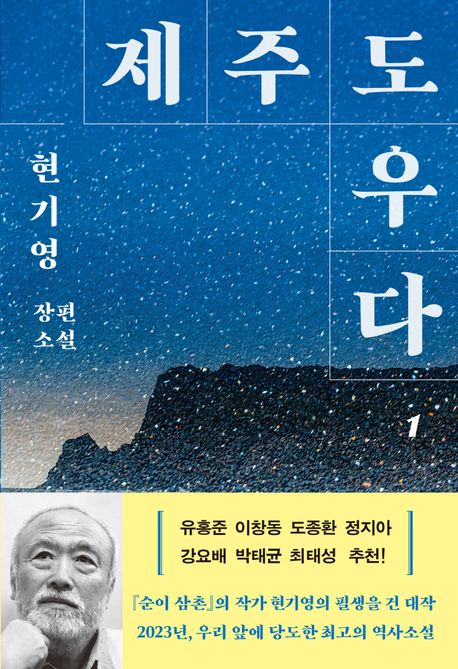 제주도
우
다
현기영
장편
소설
1
유홍준 이창동 도종환 정지아
강요배 박태균 최태성 추천!
『순이 삼촌』의 작가 현기영의 필생을 건 대작
2023년, 우리 앞에 당도한 최고의 역사소설